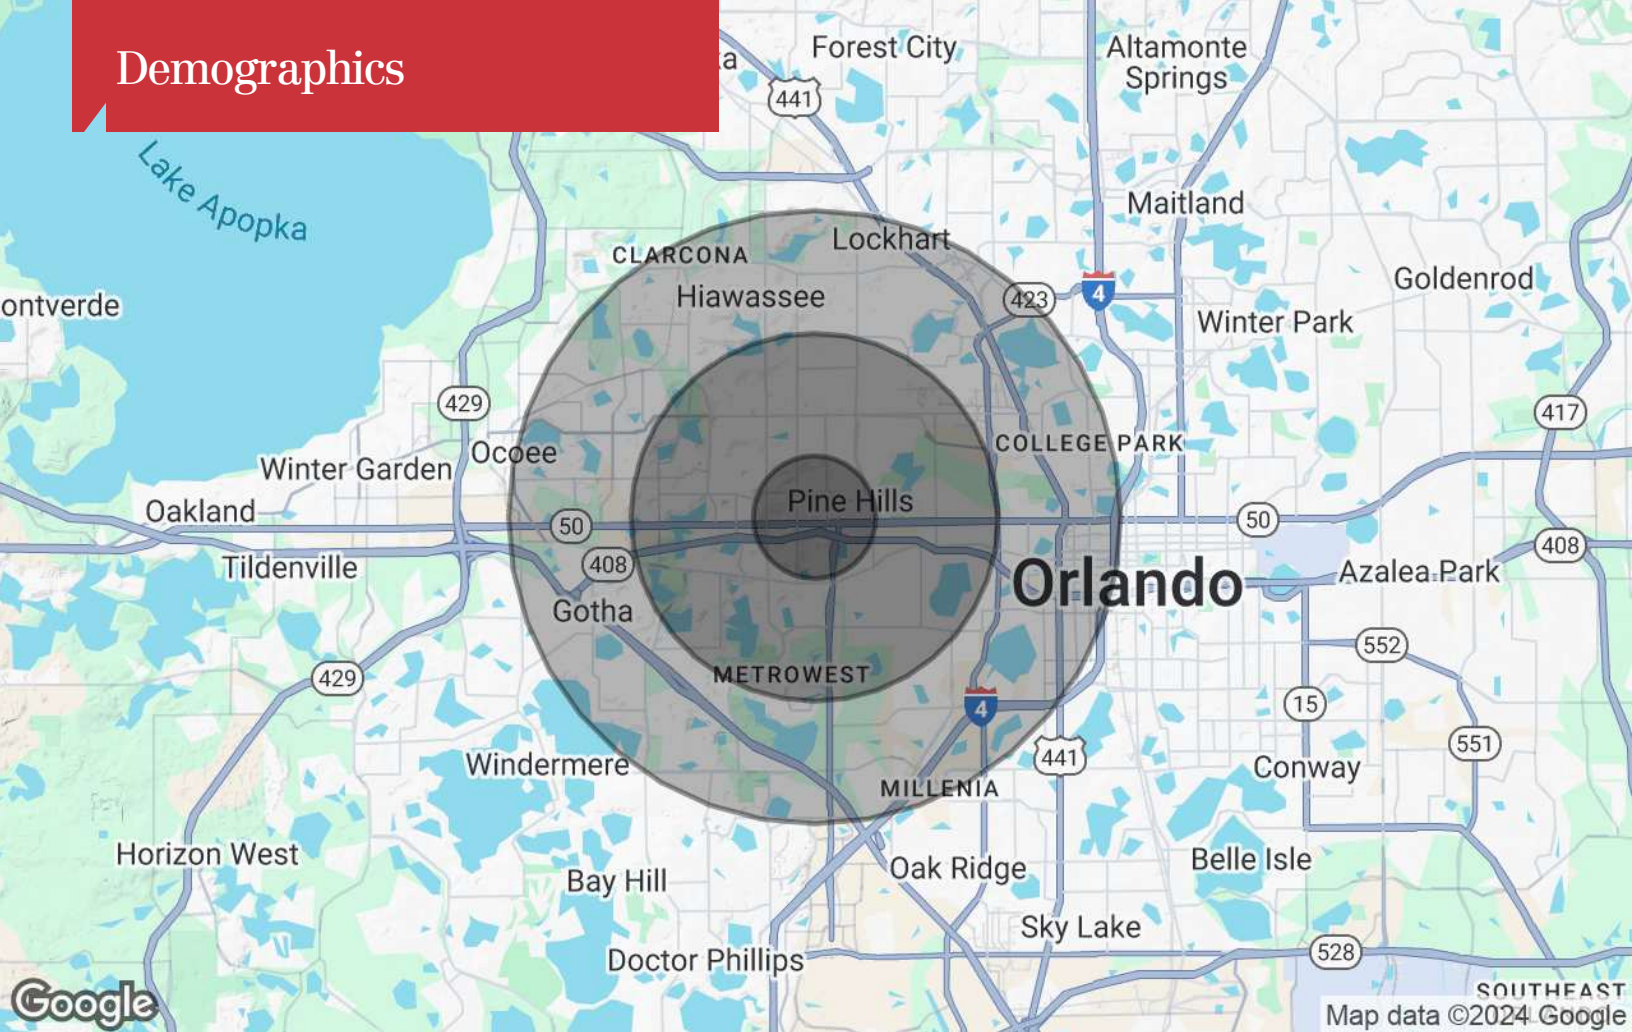 Demographics
Forest City
Altamonte
Springs
441
Lake Apopka
Maitland
CLARCONA
Lockhart
Hiawassee
423
4
Goldenrod
ontverde
Winter Park
429
417
COLLEGE PARK
Ocoee
Winter Garden
Pine Hills
Oakland
50
50
408
408
Tildenville
Orlando
Azalea Park
Gotha
552
METROWEST
429
4
15
551
441
Windermere
MILLENIA
Conway
Horizon West
Bay Hill
Oak Ridge
Belle Isle
Sky Lake
Doctor Phillips
528
SOUTHEAST
Google
Map data ©2024 Google